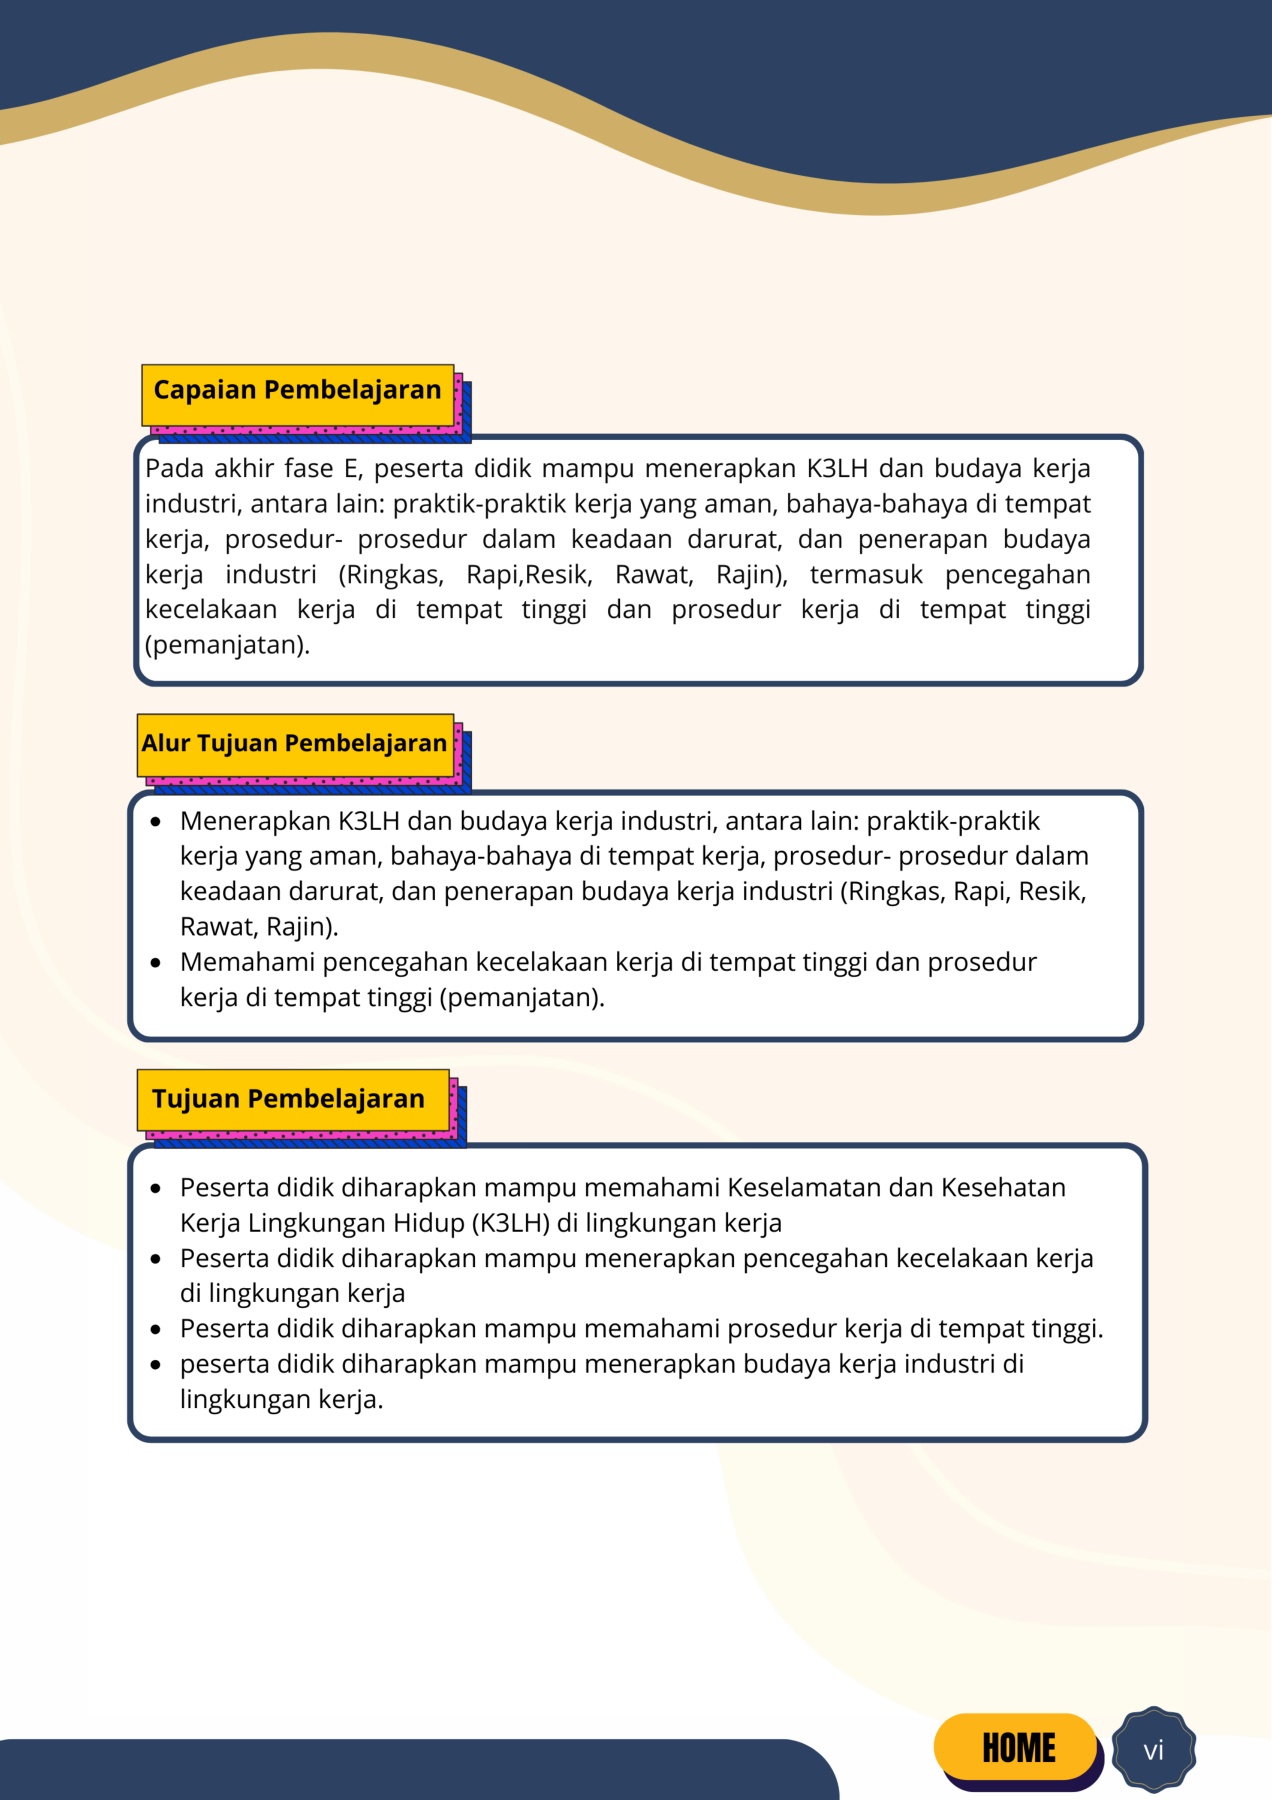 Capaian Pembelajaran
Pada akhir fase E, peserta didik mampu menerapkan K3LH dan budaya kerja
industri, antara lain: praktik-praktik kerja yang aman, bahaya-bahaya di tempat
kerja, prosedur- prosedur dalam keadaan darurat, dan penerapan budaya
kerja industri (Ringkas, Rapi,Resik, Rawat, Rajin), termasuk pencegahan
kecelakaan kerja di tempat tinggi dan prosedur kerja di tempat tinggi
(pemanjatan).
Alur Tujuan Pembelajaran
• Menerapkan K3LH dan budaya kerja industri, antara lain: praktik-praktik
kerja yang aman, bahaya-bahaya di tempat kerja, prosedur- prosedur dalam
keadaan darurat, dan penerapan budaya kerja industri (Ringkas, Rapi, Resik,
Rawat, Rajin).
• Memahami pencegahan kecelakaan kerja di tempat tinggi dan prosedur
kerja di tempat tinggi (pemanjatan).
Tujuan Pembelajaran
• Peserta didik diharapkan mampu memahami Keselamatan dan Kesehatan
Kerja Lingkungan Hidup (K3LH) di lingkungan kerja
• Peserta didik diharapkan mampu menerapkan pencegahan kecelakaan kerja
di lingkungan kerja
• Peserta didik diharapkan mampu memahami prosedur kerja di tempat tinggi.
• peserta didik diharapkan mampu menerapkan budaya kerja industri di
lingkungan kerja.
HOME
vi